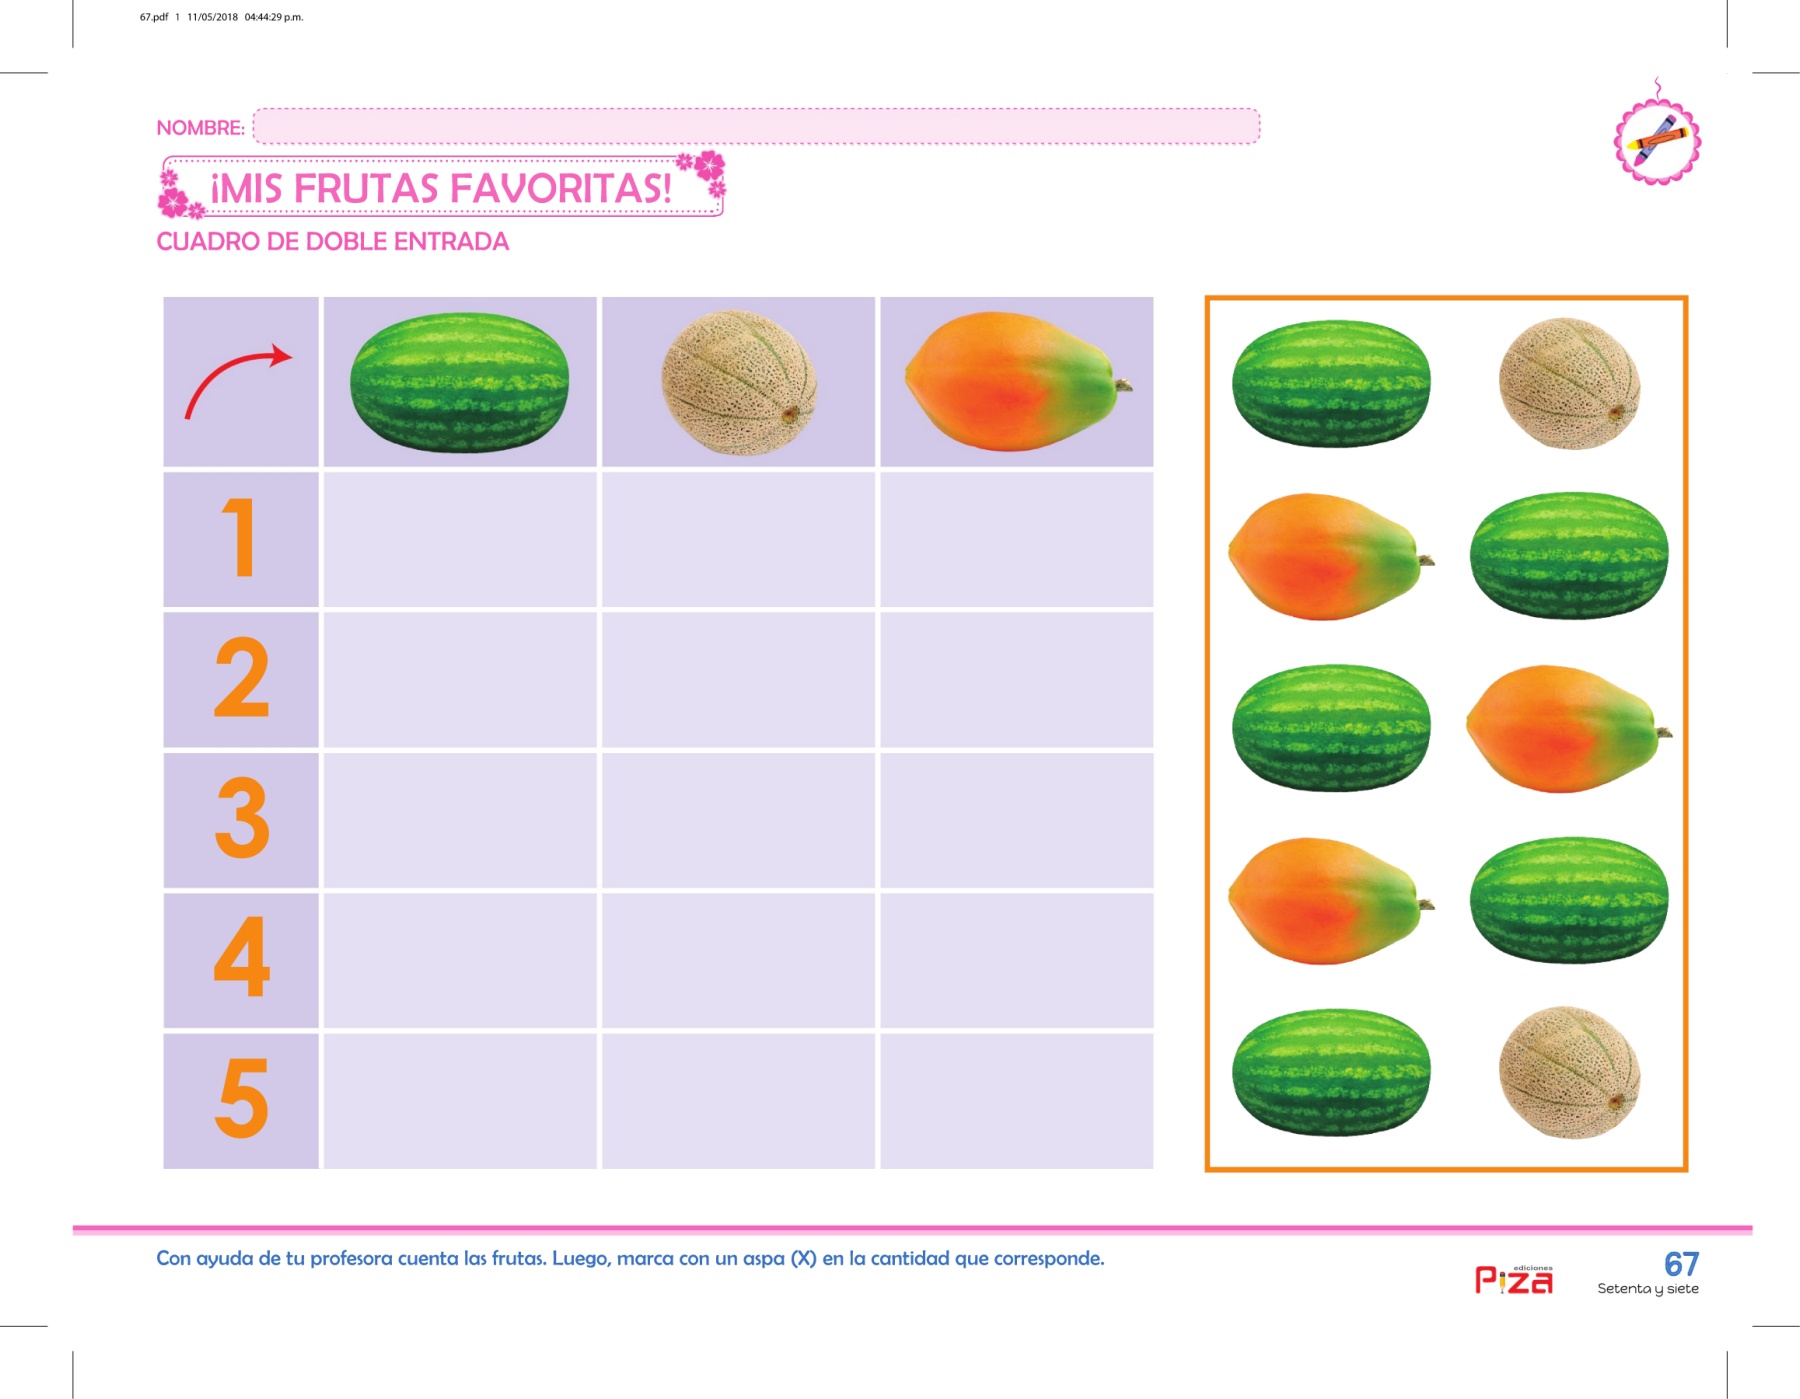 67.pdf 1 11/05/2018 04:44:29 p.m.
NOMBRE:
¡MIS FRUTAS FAVORITAS!
CUADRO DE DOBLE ENTRADA
1
2
3
4
5
Con ayuda de tu profesora cuenta las frutas. Luego, marca con un aspa (X) en la cantidad que corresponde.
ediciones
Piza
67
Setenta y siete